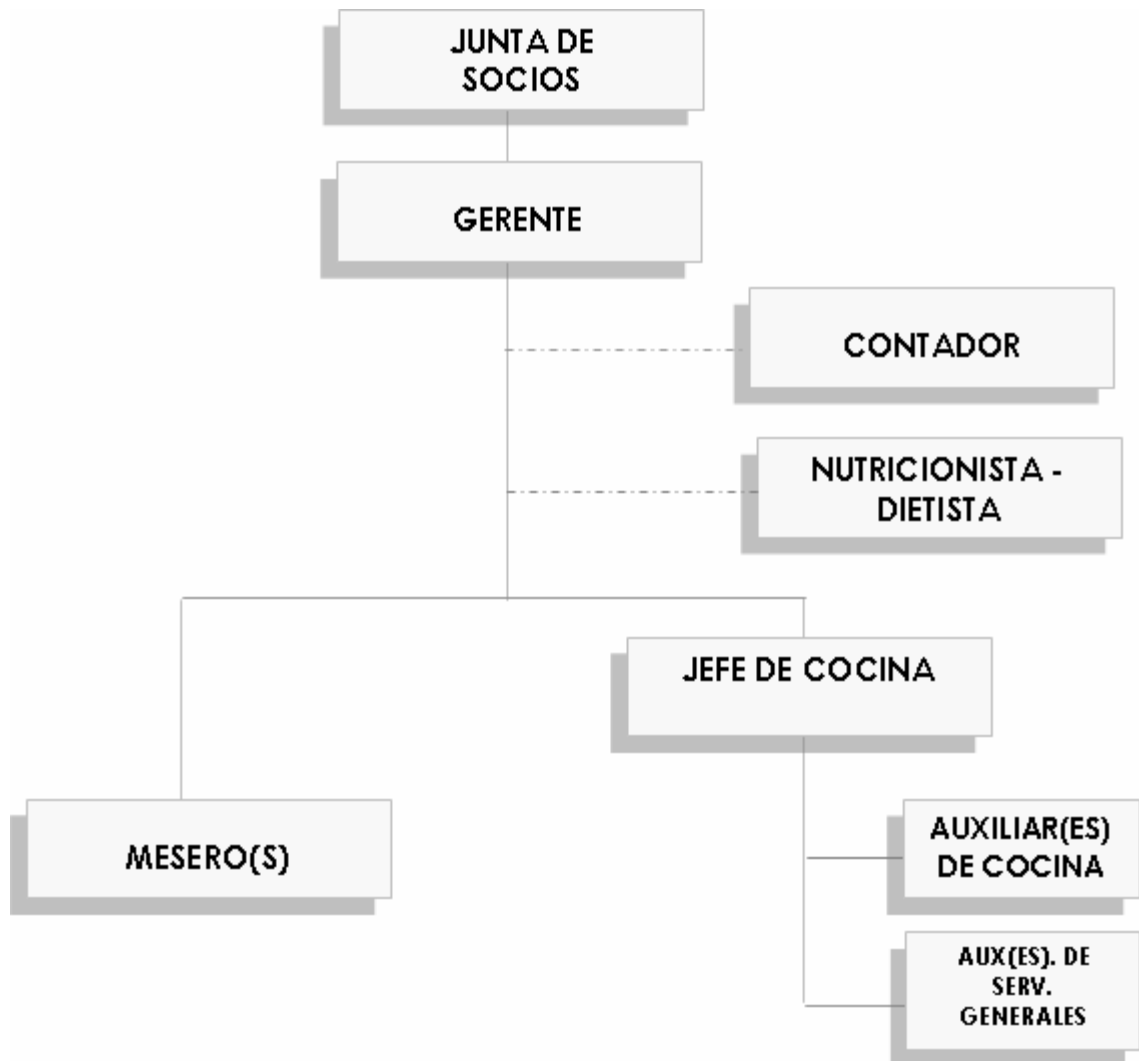 JUNTA DE
SOCIOS
GERENTE
CONTADOR
NUTRICIONISTA -
DIETISTA
JEFE DE COCINA
MESERO(S)
AUXILIAR(ES)
DE COCINA
AUX(ES). DE
SERV.
GENERALES